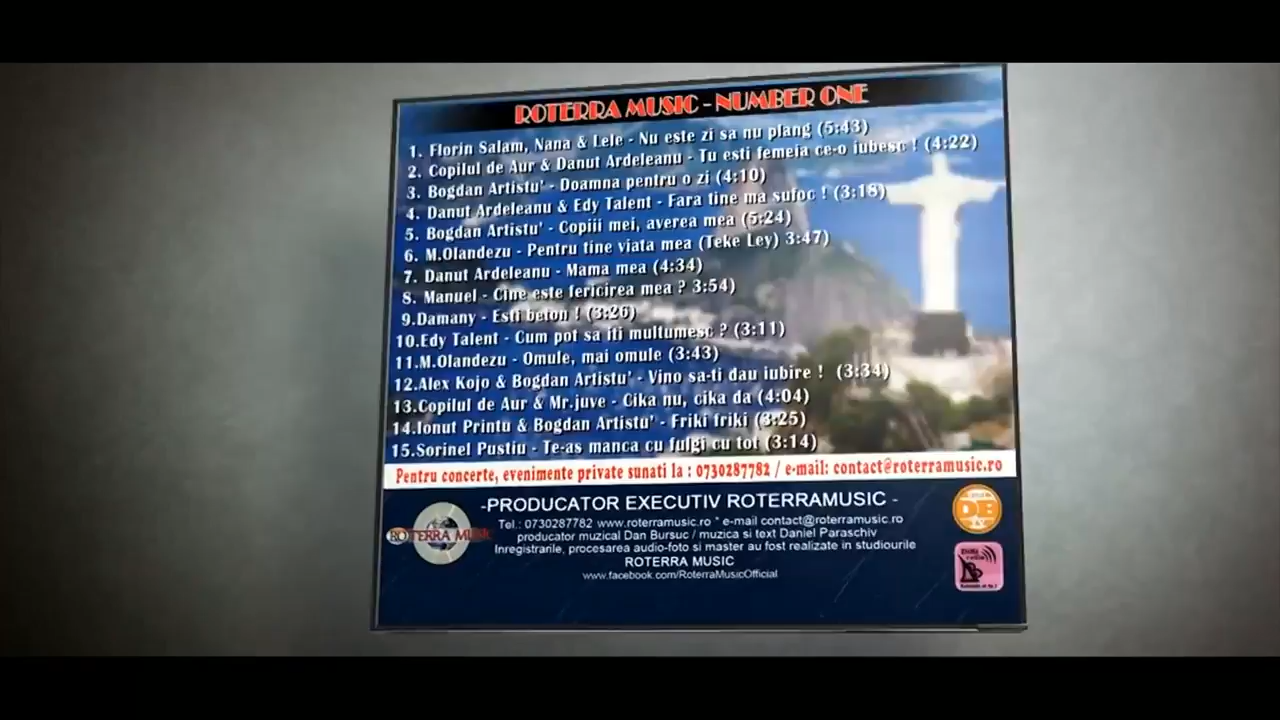 ROTERRA MUSIC - NUMBER ONE
1. Florin Salam, Nana & Lele - Nu este zi sa nu plang (5:43)
2. Copilul de Aur & Danut Ardeleanu - Tu esti femeia ce-o iubesc ! (4:22)
3. Bogdan Artistu' - Doamna pentru o zi (4:10)
4. Danut Ardeleanu & Edy Talent - Fara tine ma sufoc ! (3:18)
5. Bogdan Artistu' - Copiii mei, averea mea (5:24)
6. M.Olandezu - Pentru tine viata mea (Teke Ley) 3:47)
7. Danut Ardeleanu - Mama mea (4:34)
8. Manuel - Cine este fericirea mea ? 3:54)
9.Damany - Esti beton ! (3:26)
10.Edy Talent - Cum pot sa iti multumesc ? (3:11)
11.M.Olandezu - Omule, mai omule (3:43)
12.Alex Kojo & Bogdan Artistu' - Vino sa-ti dau iubire ! (3:34)
13.Copilul de Aur & Mr.juve - Cika nu, cika da (4:04)
14.Ionut Printu & Bogdan Artistu' - Friki friki (3:25)
15.Sorinel Pustiu - Te-as manca cu fulgi cu tot (3:14)
Pentru concerte, evenimente private sunati la : 0730287782 / e-mail: contact@roterramusic.ro
-PRODUCATOR EXECUTIV ROTERRAMUSIC -
Tel.: 0730287782 www.roterramusic.ro * e-mail contact@roterramusic.ro
producator muzical Dan Bursuc / muzica si text Daniel Paraschiv
Inregistrarile, procesarea audio-foto si master au fost realizate in studiourile
ROTERRA MUSIC
www.facebook.com/RoterraMusicOfficial
ROTERRA MUSIC
DB